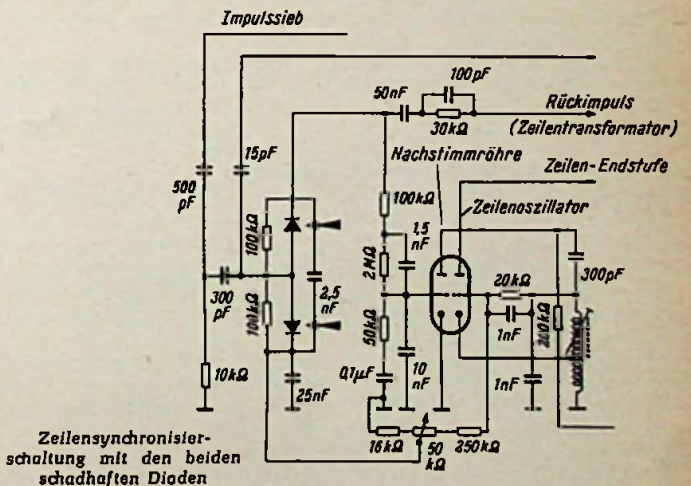 Impulssieb
100pF
50nF
30kΩ
Rückimpuls
(Zeilentransformator)
15pF
Nachstimmröhre
Zeilen-Endstufe
500
pF
Zeilenoszillator
100kΩ
1,5
nF
100kΩ
2MΩ
20kΩ
300pF
300
pF
100kΩ
2,5
nF
50kΩ
1nF
200kΩ
10kΩ
25nF
0,1µF
10
nF
1nF
16kΩ
50
kΩ
250kΩ
Zeilensynchronisier-
schaltung mit den beiden
schadhaften Dioden